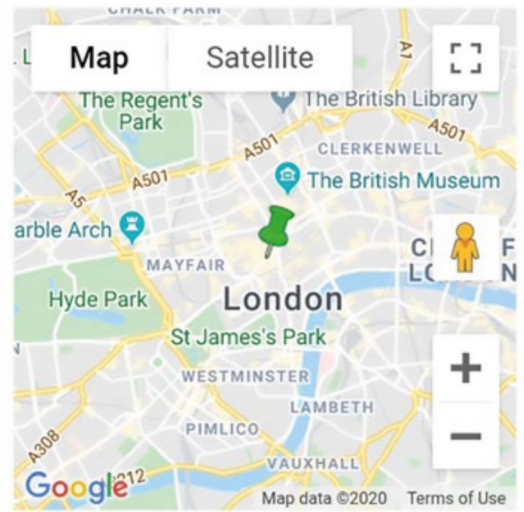 CHALK FARM
L
Map
Satellite
A1
The Regent's
Park
The British Library
A501
A501
CLERKENWELL
A501
The British Museum
A5
arble Arch
MAYFAIR
Hyde Park
London
St James's Park
WESTMINSTER
LAMBETH
PIMLICO
A308
VAUXHALL
Google
212
Map data ©2020
Terms of Use